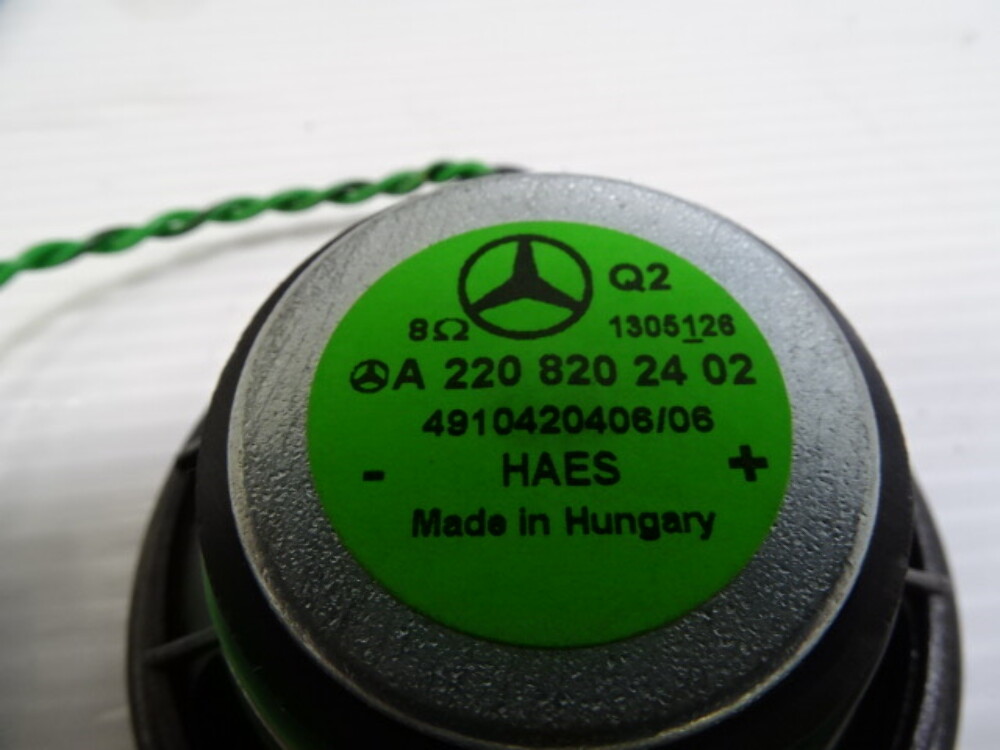 Q2
8Ω 1305126
A 220 820 24 02
4910420406/06
- HAES +
Made in Hungary